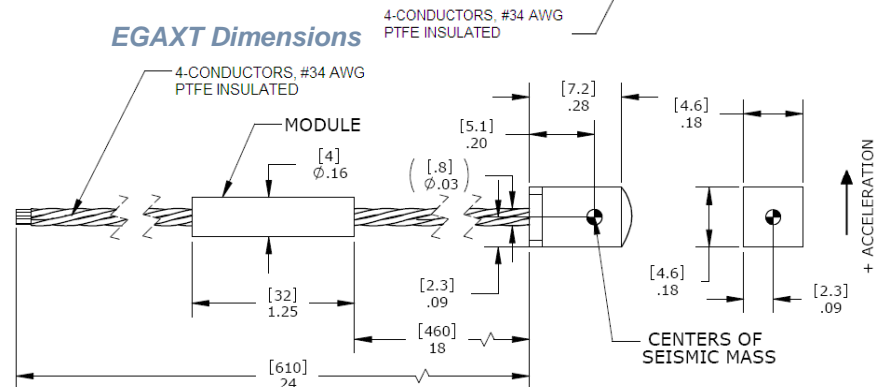 4-CONDUCTORS, #34 AWG
PTFE INSULATED
EGAXT Dimensions
4-CONDUCTORS, #34 AWG
PTFE INSULATED
MODULE
[4]
Ø.16
[.8]
Ø.03
[5.1]
.20
[7.2]
.28
[4.6]
.18
+ ACCELERATION
[32]
1.25
[2.3]
.09
[460]
18
[610]
24
[4.6]
.18
[2.3]
.09
CENTERS OF
SEISMIC MASS